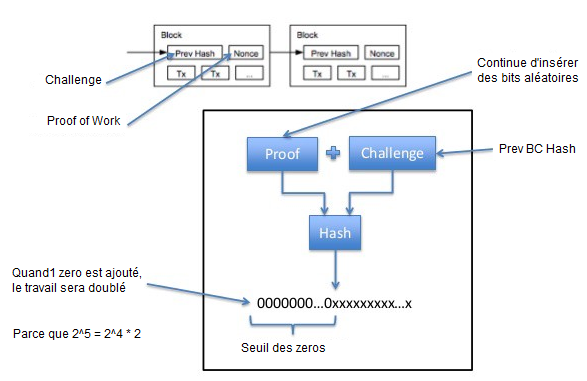 Block
Prev Hash
Nonce
Tx
Tx
...
Block
Prev Hash
Nonce
Tx
Tx
...
Challenge
Proof of Work
Continue d'insérer
des bits aléatoires
Proof
Challenge
Prev BC Hash
Hash
Quand1 zero est ajouté,
le travail sera doublé
0000000...0xxxxxxxxx...x
Parce que 2^5 = 2^4 * 2
Seuil des zeros